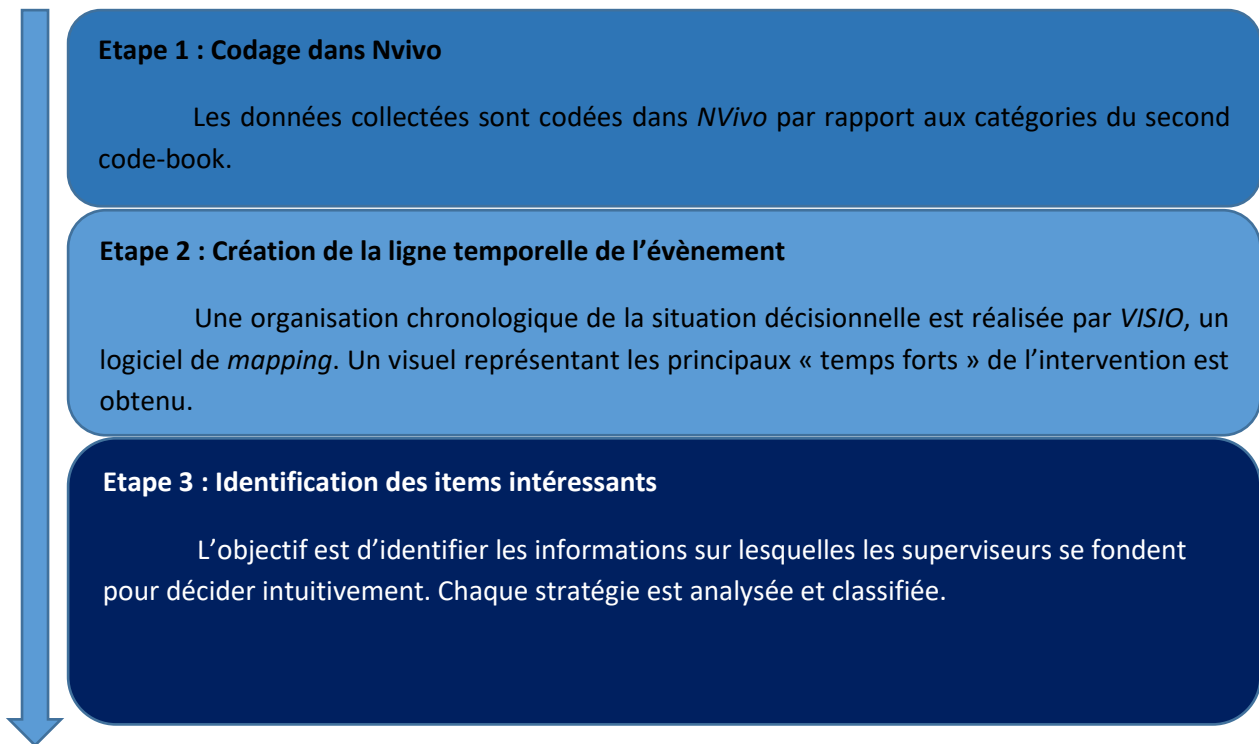 Etape 1 : Codage dans Nvivo
Les données collectées sont codées dans NVivo par rapport aux catégories du second
code-book.
Etape 2 : Création de la ligne temporelle de l’évènement
Une organisation chronologique de la situation décisionnelle est réalisée par VISIO, un
logiciel de mapping. Un visuel représentant les principaux « temps forts » de l’intervention est
obtenu.
Etape 3 : Identification des items intéressants
L’objectif est d’identifier les informations sur lesquelles les superviseurs se fondent
pour décider intuitivement. Chaque stratégie est analysée et classifiée.